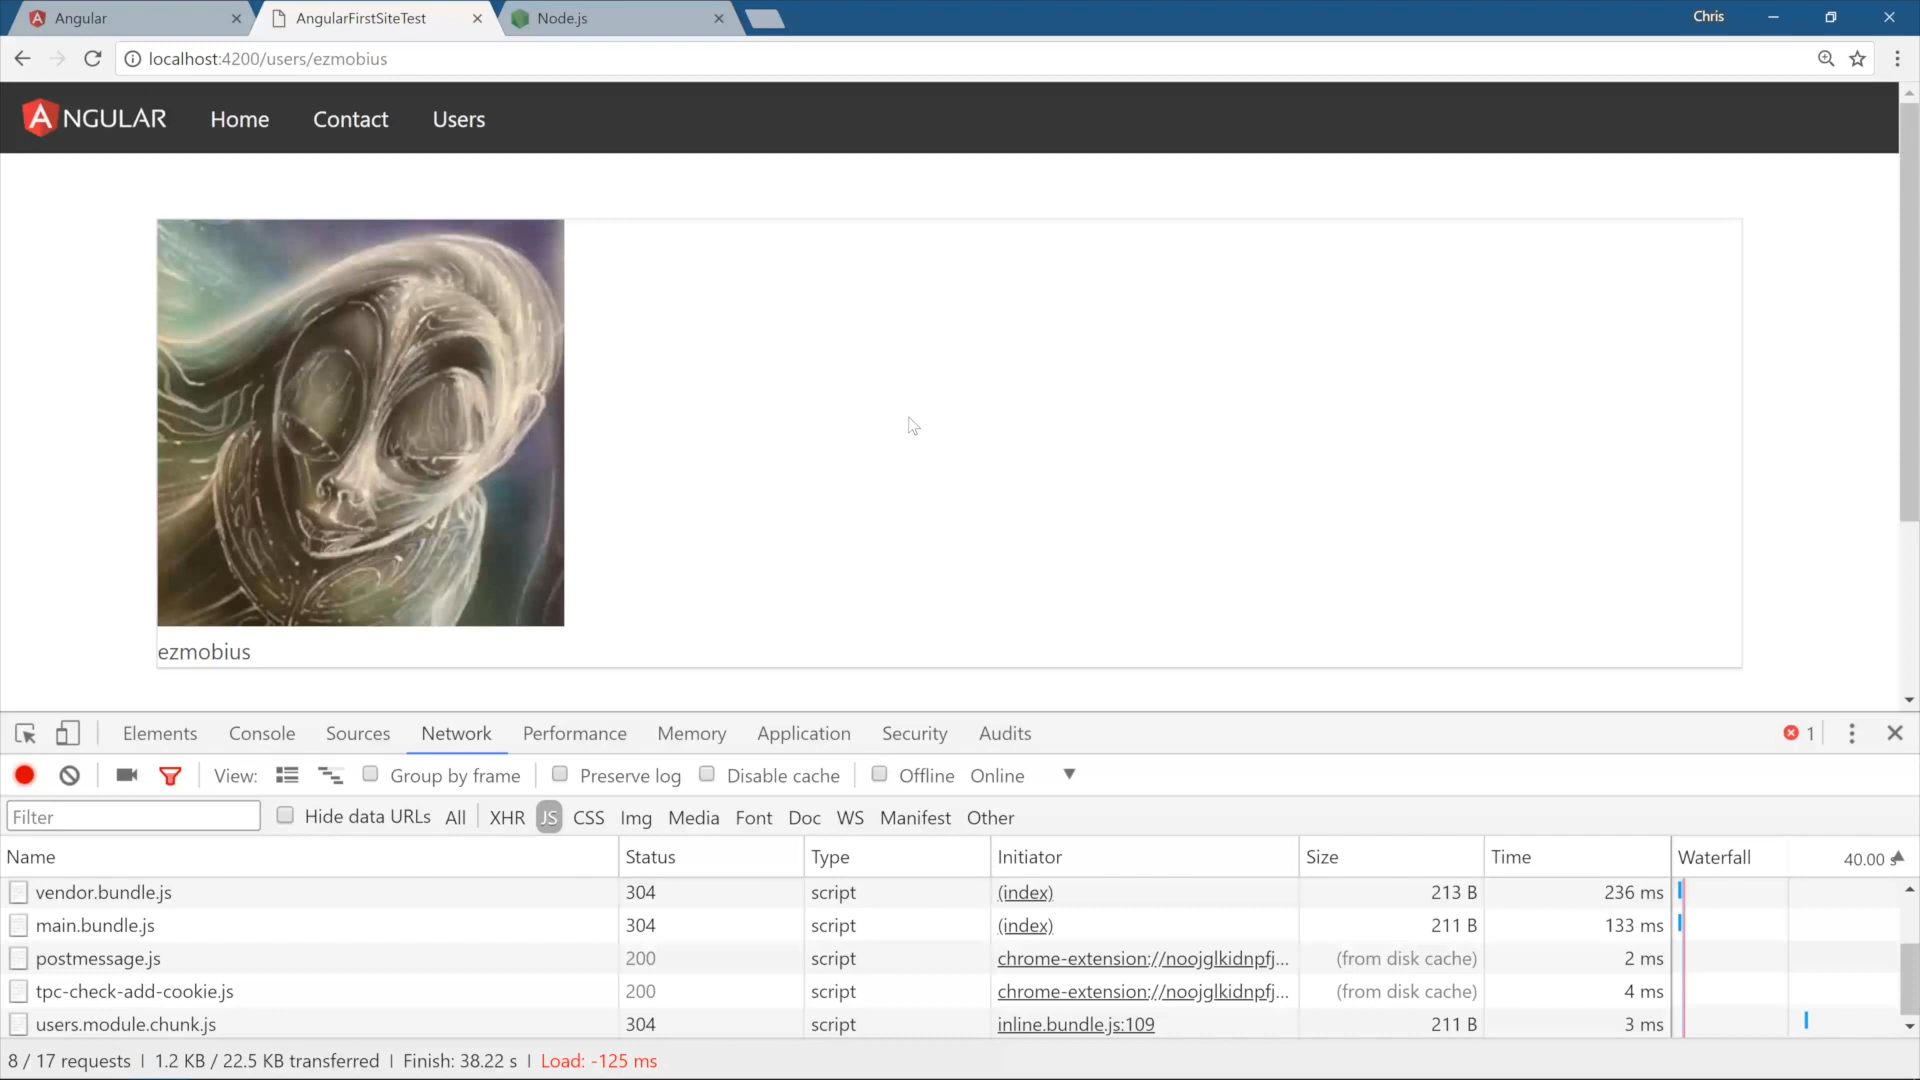 Angular
AngularFirstSiteTest
Node.js
Chris
localhost:4200/users/ezmobius
ANGULAR
Home
Contact
Users
ezmobius
Elements
Console
Sources
Network
Performance
Memory
Application
Security
Audits
1
View:
Group by frame
Preserve log
Disable cache
Offline
Online
Filter
Hide data URLs
All
XHR
JS
CSS
Img
Media
Font
Doc
WS
Manifest
Other
Name Status Type Initiator Size Time Waterfall 40.00 s
vendor.bundle.js 304 script (index) 213 B 236 ms
main.bundle.js 304 script (index) 211 B 133 ms
postmessage.js 200 script chrome-extension://noojglkidnpfj... (from disk cache) 2 ms
tpc-check-add-cookie.js 200 script chrome-extension://noojglkidnpfj... (from disk cache) 4 ms
users.module.chunk.js 304 script inline.bundle.js:109 211 B 3 ms
8 / 17 requests | 1.2 KB / 22.5 KB transferred | Finish: 38.22 s | Load: -125 ms